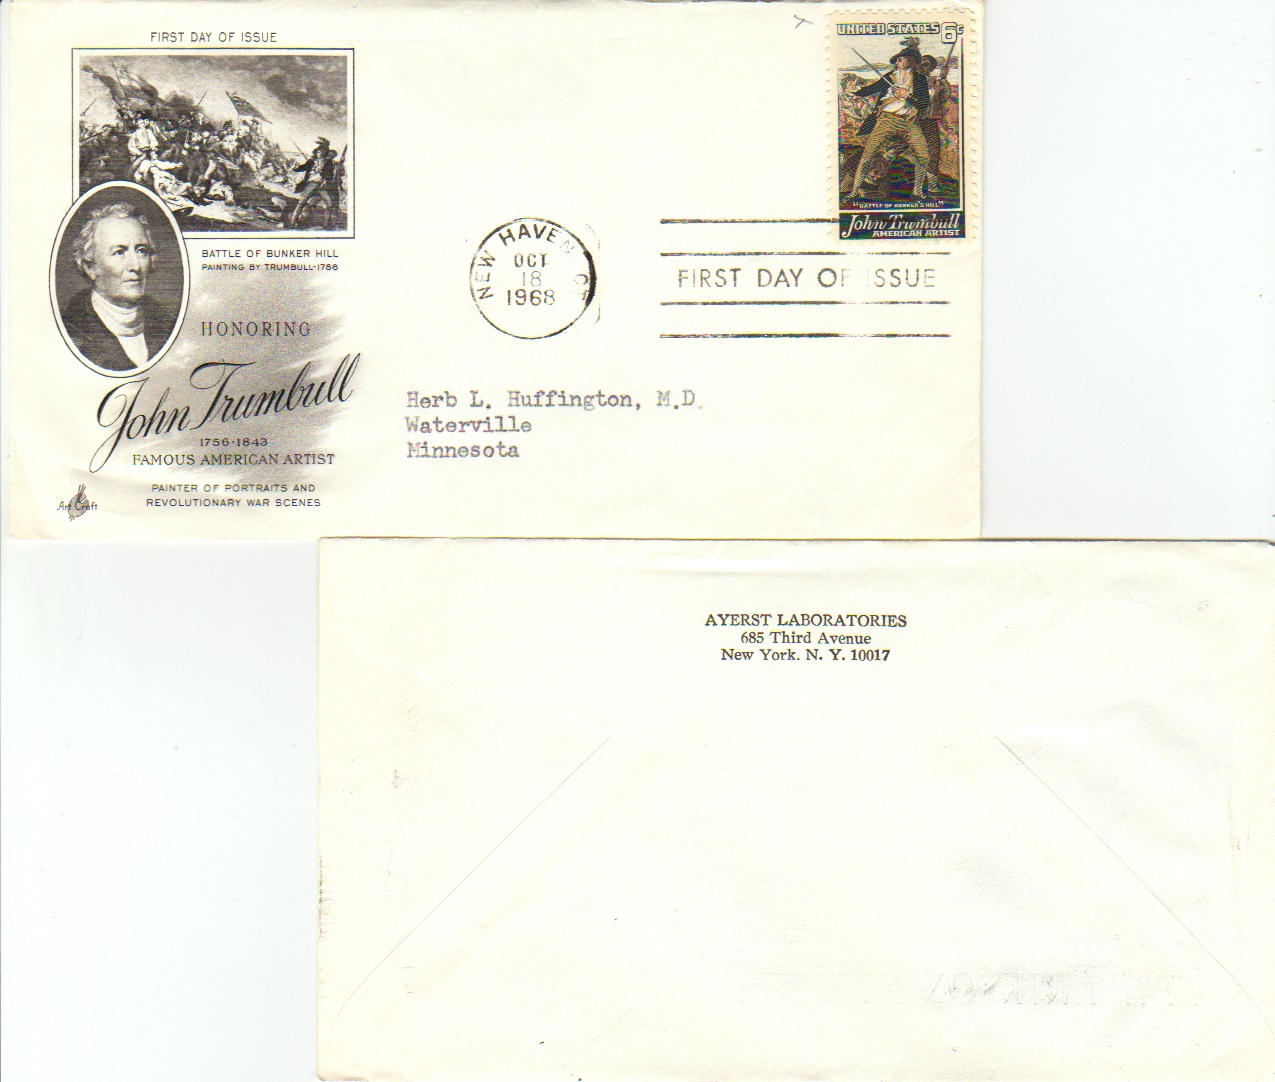 FIRST DAY OF ISSUE
BATTLE OF BUNKER HILL
PAINTING BY TRUMBULL-1786
HONORING
John Trumbull
1756·1843
FAMOUS AMERICAN ARTIST
PAINTER OF PORTRAITS AND
REVOLUTIONARY WAR SCENES
Art Craft
NEW HAVEN CT
OCT
18
1968
UNITED STATES 6c
"BATTLE OF BUNKER'S HILL"
John Trumbull
AMERICAN ARTIST
FIRST DAY OF ISSUE
Herb L. Huffington, M.D.
Waterville
Minnesota
AYERST LABORATORIES
685 Third Avenue
New York. N. Y. 10017